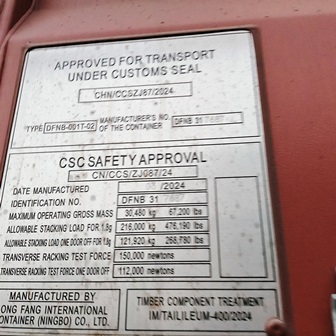 APPROVED FOR TRANSPORT
UNDER CUSTOMS SEAL
CHN/CCSZJ87/2024
TYPE DFNB-001T-02 MANUFACTURER'S NO. OF THE CONTAINER DFNB 31
CSC SAFETY APPROVAL
CN/CCS/ZJ087/24
DATE MANUFACTURED /2024
IDENTIFICATION NO. DFNB 31
MAXIMUM OPERATING GROSS MASS 30,480 kg 67,200 lbs
ALLOWABLE STACKING LOAD FOR 1.8g 216,000 kg 476,190 lbs
ALLOWABLE STACKING LOAD ONE DOOR OFF FOR 1.8g 121,920 kg 268,780 lbs
TRANSVERSE RACKING TEST FORCE 150,000 newtons
TRANSVERSE RACKING TEST FORCE ONE DOOR OFF 112,000 newtons
MANUFACTURED BY
ONG FANG INTERNATIONAL
CONTAINER (NINGBO) CO., LTD.
TIMBER COMPONENT TREATMENT
IM/TAILILEUM-400/2024